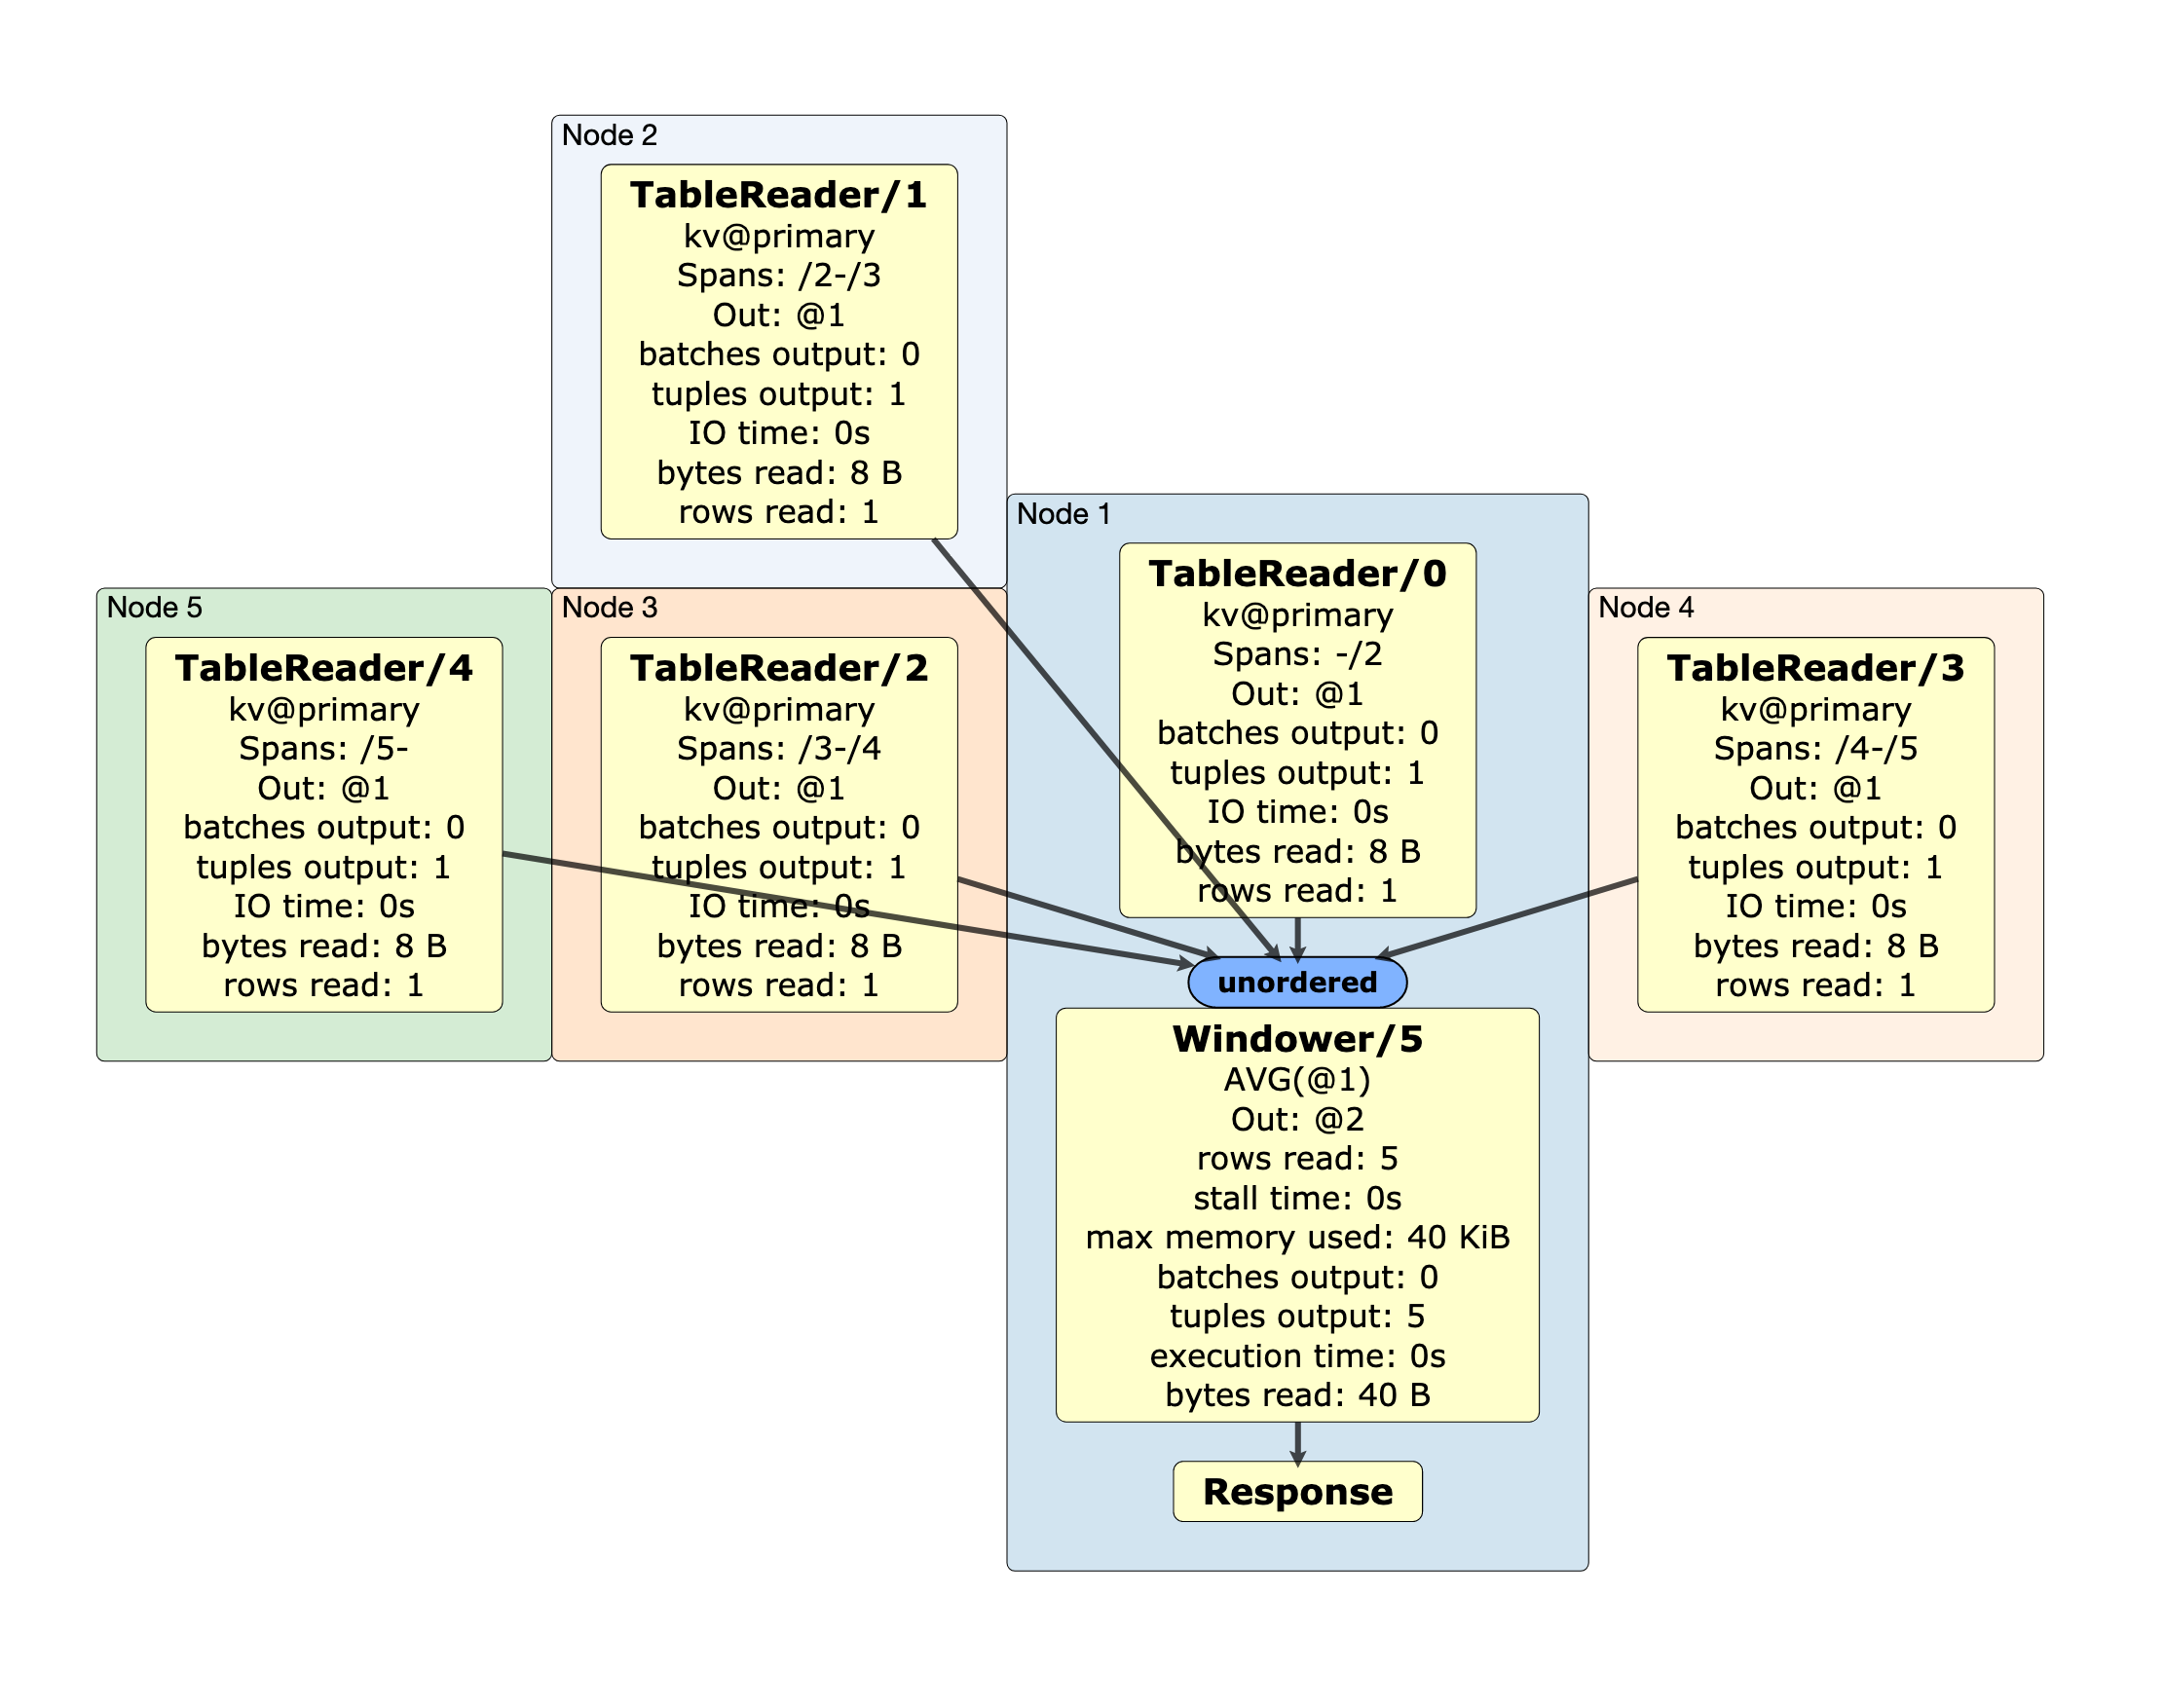 Node 2
TableReader/1
kv@primary
Spans: /2-/3
Out: @1
batches output: 0
tuples output: 1
IO time: 0s
bytes read: 8 B
rows read: 1
Node 5
TableReader/4
kv@primary
Spans: /5-
Out: @1
batches output: 0
tuples output: 1
IO time: 0s
bytes read: 8 B
rows read: 1
Node 3
TableReader/2
kv@primary
Spans: /3-/4
Out: @1
batches output: 0
tuples output: 1
IO time: 0s
bytes read: 8 B
rows read: 1
Node 1
TableReader/0
kv@primary
Spans: -/2
Out: @1
batches output: 0
tuples output: 1
IO time: 0s
bytes read: 8 B
rows read: 1
unordered
Windower/5
AVG(@1)
Out: @2
rows read: 5
stall time: 0s
max memory used: 40 KiB
batches output: 0
tuples output: 5
execution time: 0s
bytes read: 40 B
Response
Node 4
TableReader/3
kv@primary
Spans: /4-/5
Out: @1
batches output: 0
tuples output: 1
IO time: 0s
bytes read: 8 B
rows read: 1